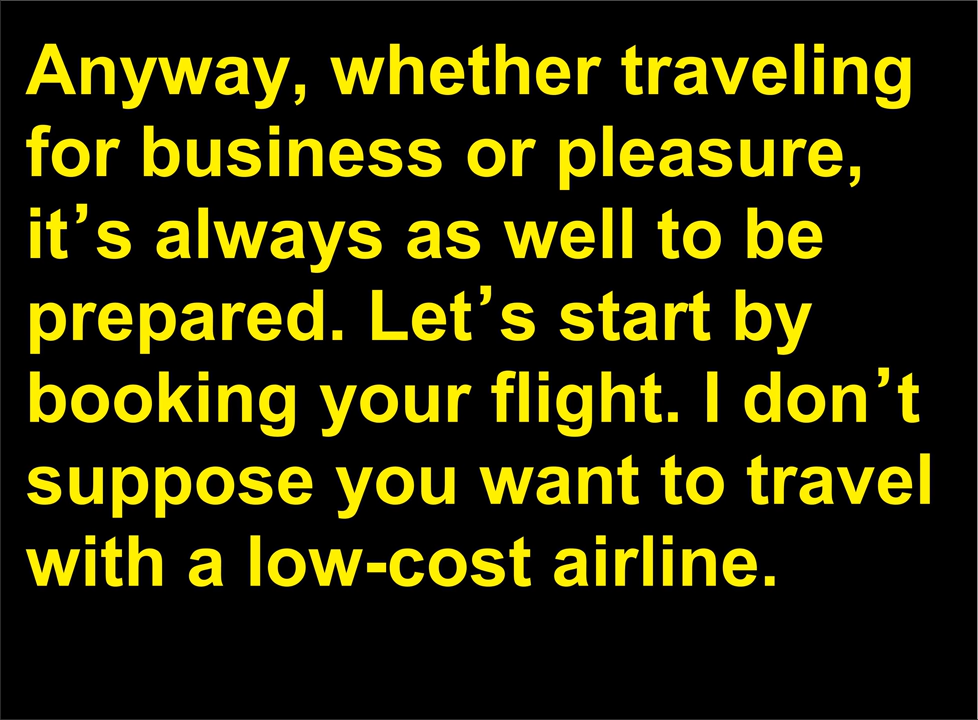 Anyway, whether traveling
for business or pleasure,
it’s always as well to be
prepared. Let’s start by
booking your flight. I don’t
suppose you want to travel
with a low-cost airline.